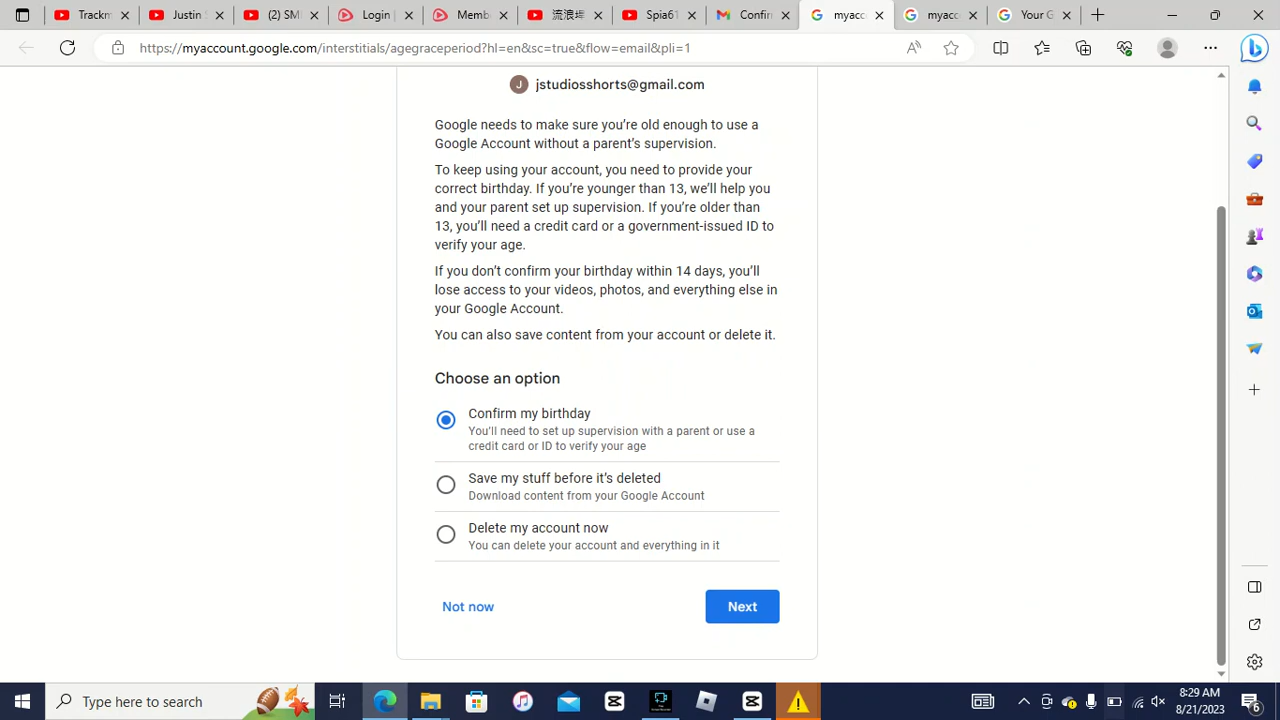 Trackm
Justin S
(2) SMI
Login |
Memb
流浪
Spia61
Confirn
myacc
myacc
Your G
https://myaccount.google.com/interstitials/agegraceperiod?hl=en&sc=true&flow=email&pli=1
J jstudiosshorts@gmail.com
Google needs to make sure you're old enough to use a
Google Account without a parent's supervision.
To keep using your account, you need to provide your
correct birthday. If you're younger than 13, we'll help you
and your parent set up supervision. If you're older than
13, you'll need a credit card or a government-issued ID to
verify your age.
If you don't confirm your birthday within 14 days, you'll
lose access to your videos, photos, and everything else in
your Google Account.
You can also save content from your account or delete it.
Choose an option
Confirm my birthday
You'll need to set up supervision with a parent or use a
credit card or ID to verify your age
Save my stuff before it's deleted
Download content from your Google Account
Delete my account now
You can delete your account and everything in it
Not now
Next
Type here to search
8:29 AM
8/21/2023
6